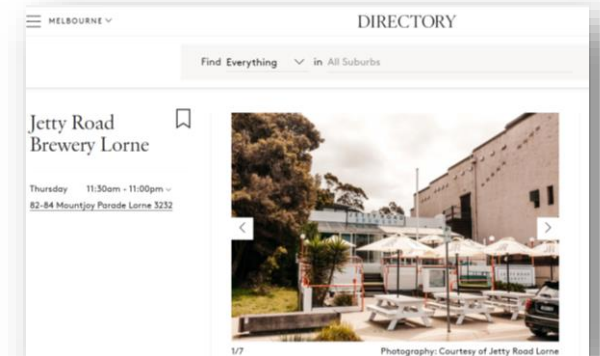 MELBOURNE
DIRECTORY
Find Everything in All Suburbs
Jetty Road
Brewery Lorne
Thursday 11:30am - 11:00pm
82-84 Mountjoy Parade Lorne 3232
1/7 Photography: Courtesy of Jetty Road Lorne